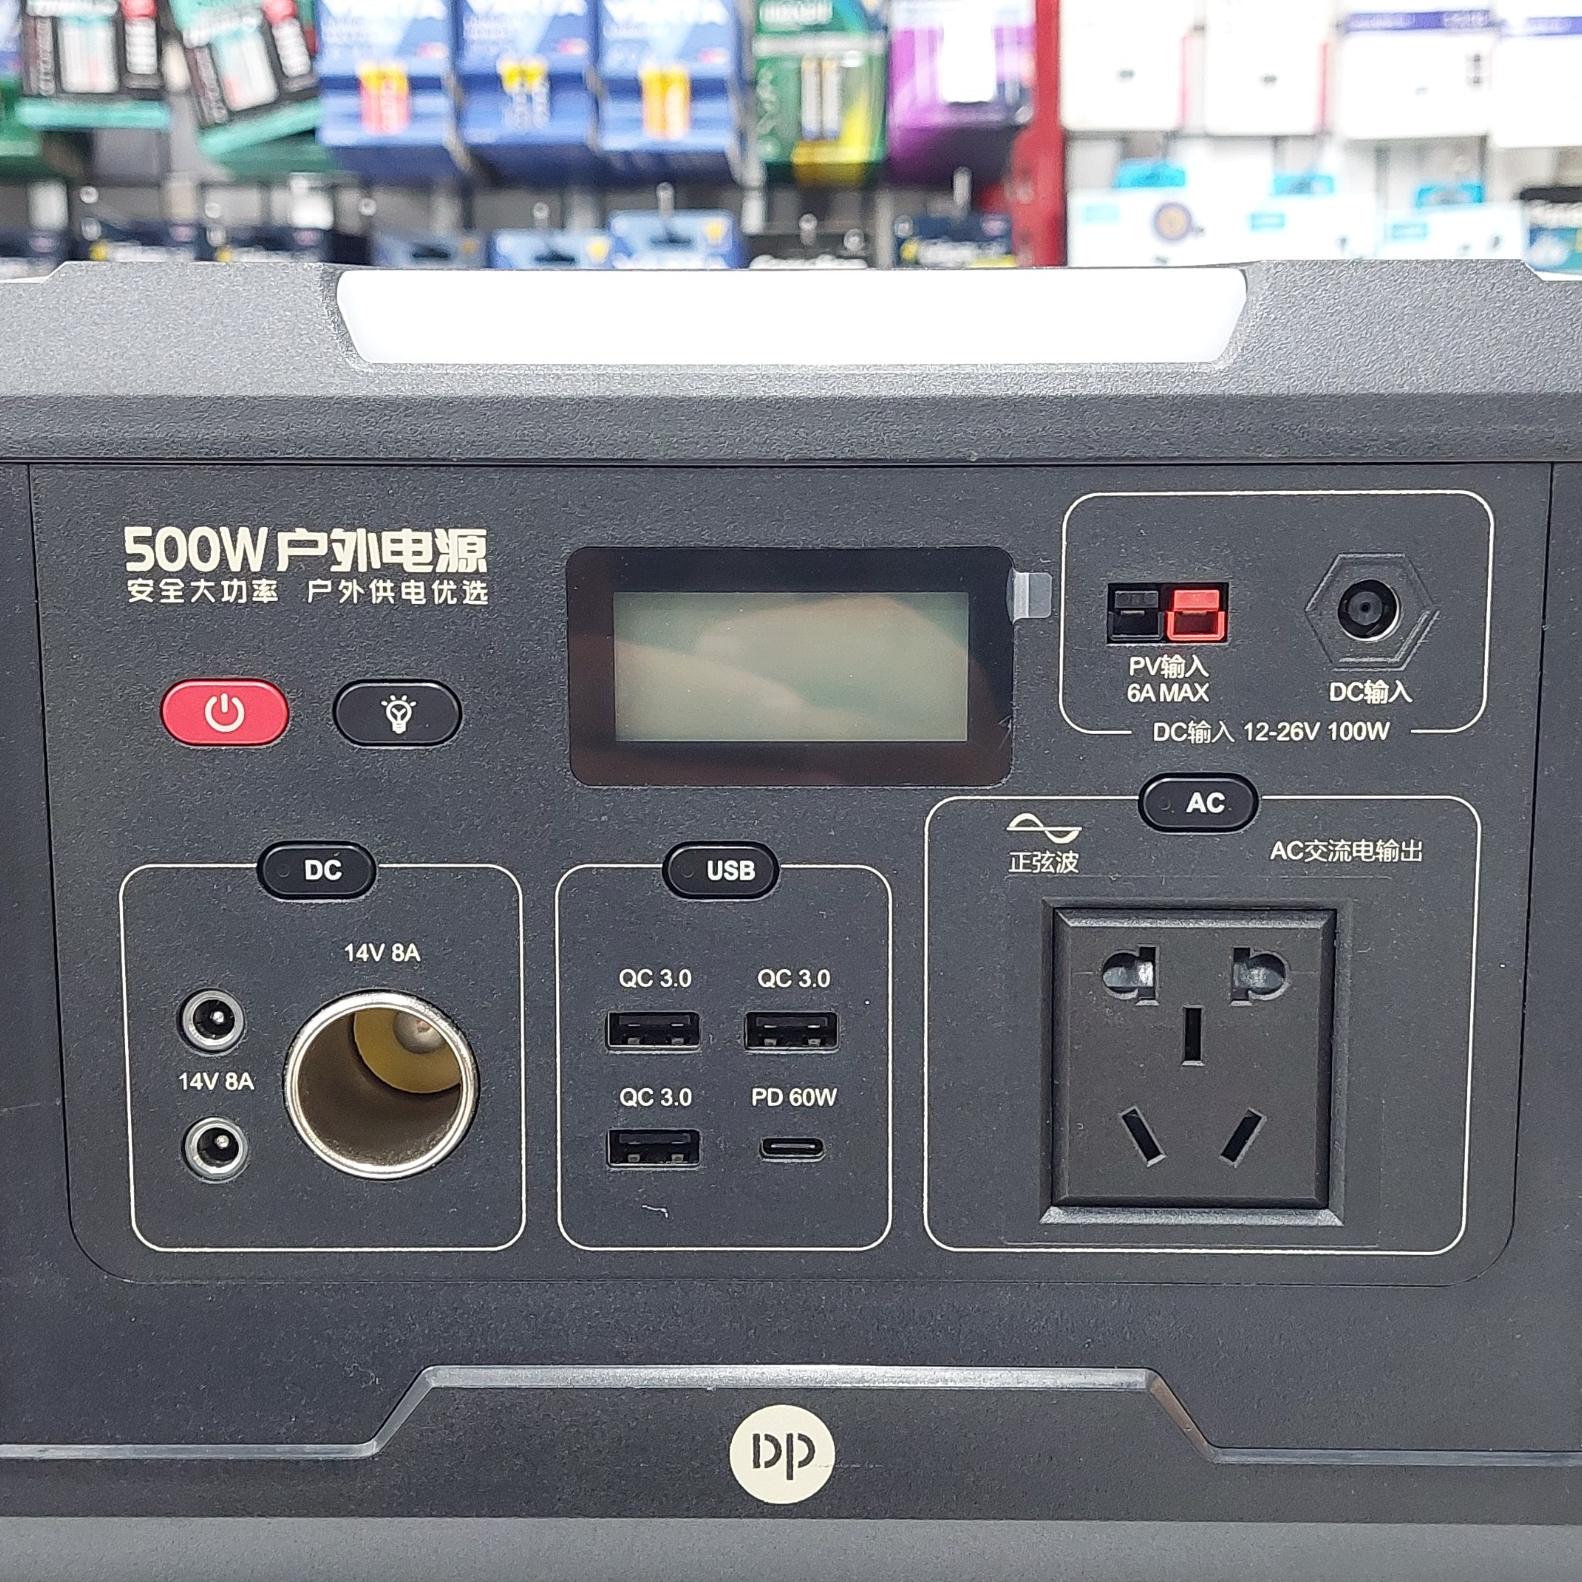 500W户外电源
安全大功率 户外供电优选
PV输入
6A MAX
DC输入
DC输入 12-26V 100W
AC
正弦波
AC交流电输出
DC
USB
14V 8A
14V 8A
QC 3.0
QC 3.0
QC 3.0
PD 60W
DP